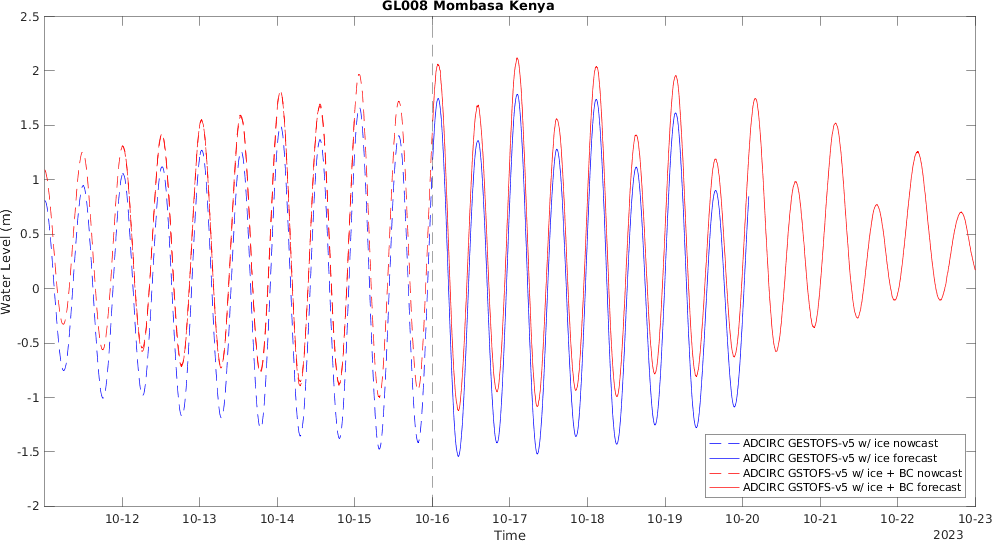 GL008 Mombasa Kenya
2.5
2
1.5
1
0.5
0
-0.5
-1
-1.5
-2
Water Level (m)
ADCIRC GESTOFS-v5 w/ ice nowcast
ADCIRC GESTOFS-v5 w/ ice forecast
ADCIRC GSTOFS-v5 w/ ice + BC nowcast
ADCIRC GSTOFS-v5 w/ ice + BC forecast
10-12 10-13 10-14 10-15 10-16 10-17 10-18 10-19 10-20 10-21 10-22 10-23
Time
2023